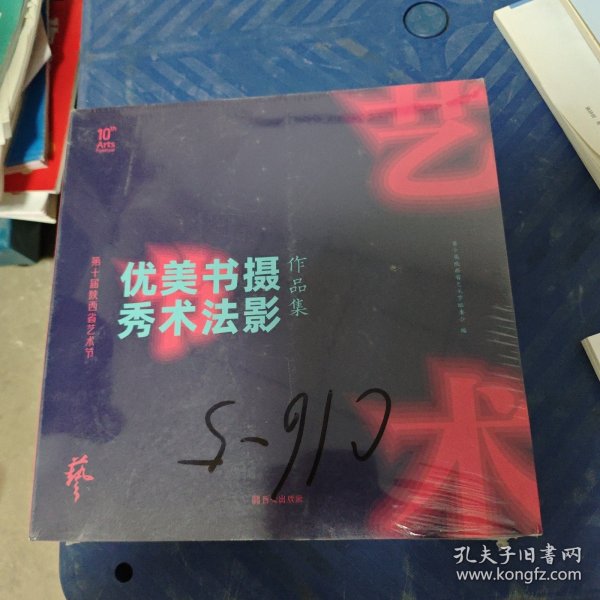 10th
Arts
艺
术
第十届陕西省艺术节
优美书摄
秀术法影
作品集
C16-5
藝
孔夫子旧书网
www.kongfz.com